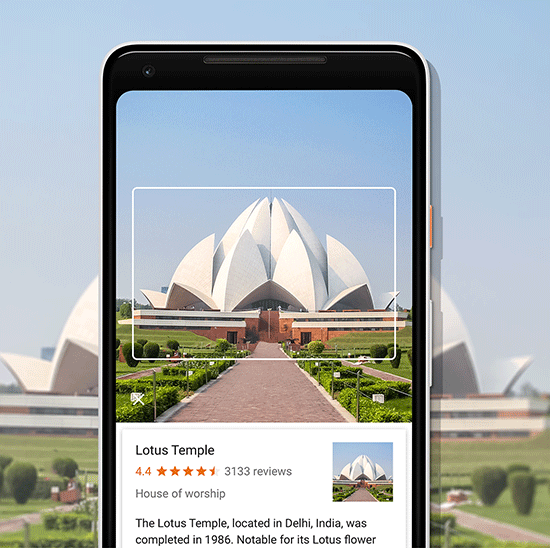 Lotus Temple
4.4 3133 reviews
House of worship
The Lotus Temple, located in Delhi, India, was
completed in 1986. Notable for its Lotus flower